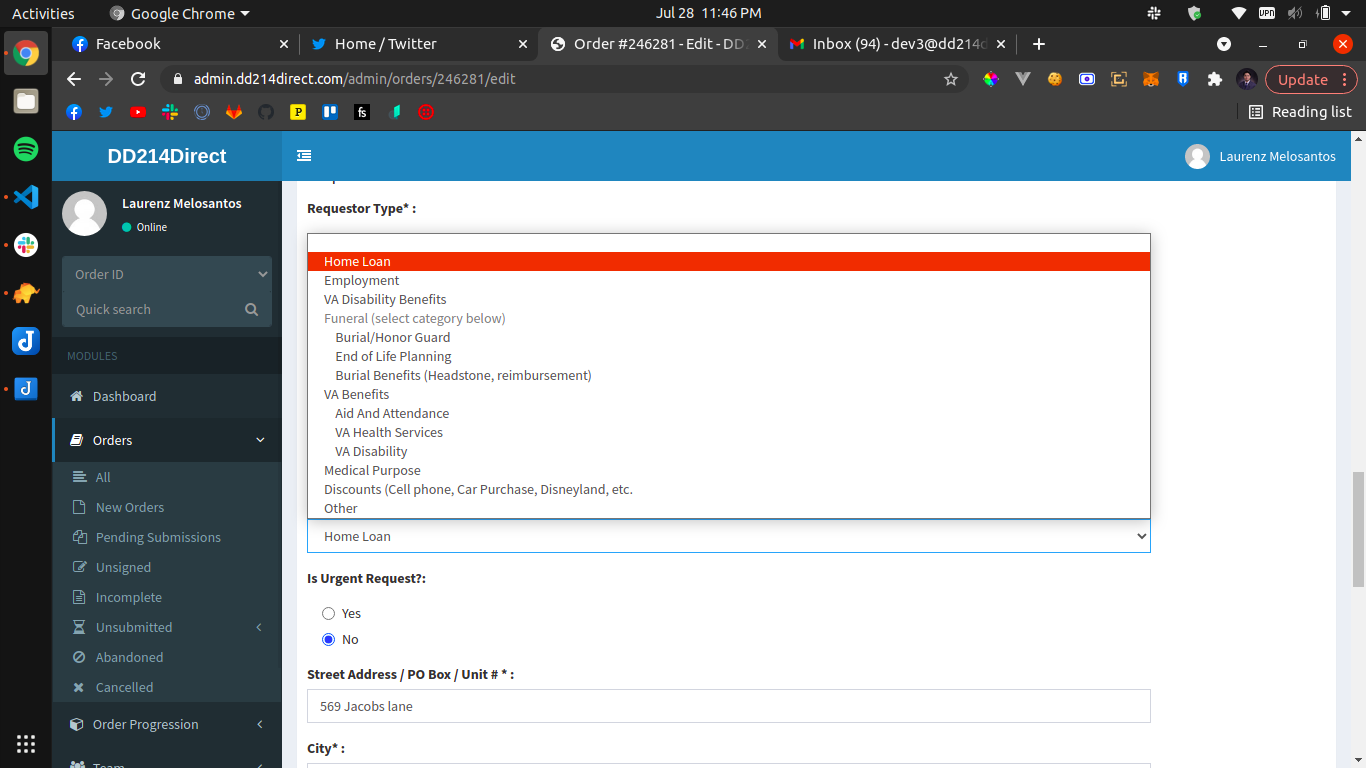 Activities
Google Chrome
Jul 28 11:46 PM
VPN
Facebook
Home / Twitter
Order #246281 - Edit - DD2
Inbox (94) - dev3@dd214d
admin.dd214direct.com/admin/orders/246281/edit
Update
Reading list
DD214Direct
Laurenz Melosantos
Laurenz Melosantos
Online
Order ID
Quick search
MODULES
Dashboard
Orders
All
New Orders
Pending Submissions
Unsigned
Incomplete
Unsubmitted
Abandoned
Cancelled
Order Progression
Team
Requestor Type* :
Home Loan
Employment
VA Disability Benefits
Funeral (select category below)
Burial/Honor Guard
End of Life Planning
Burial Benefits (Headstone, reimbursement)
VA Benefits
Aid And Attendance
VA Health Services
VA Disability
Medical Purpose
Discounts (Cell phone, Car Purchase, Disneyland, etc.
Other
Home Loan
Is Urgent Request?:
Yes
No
Street Address / PO Box / Unit # * :
569 Jacobs lane
City* :